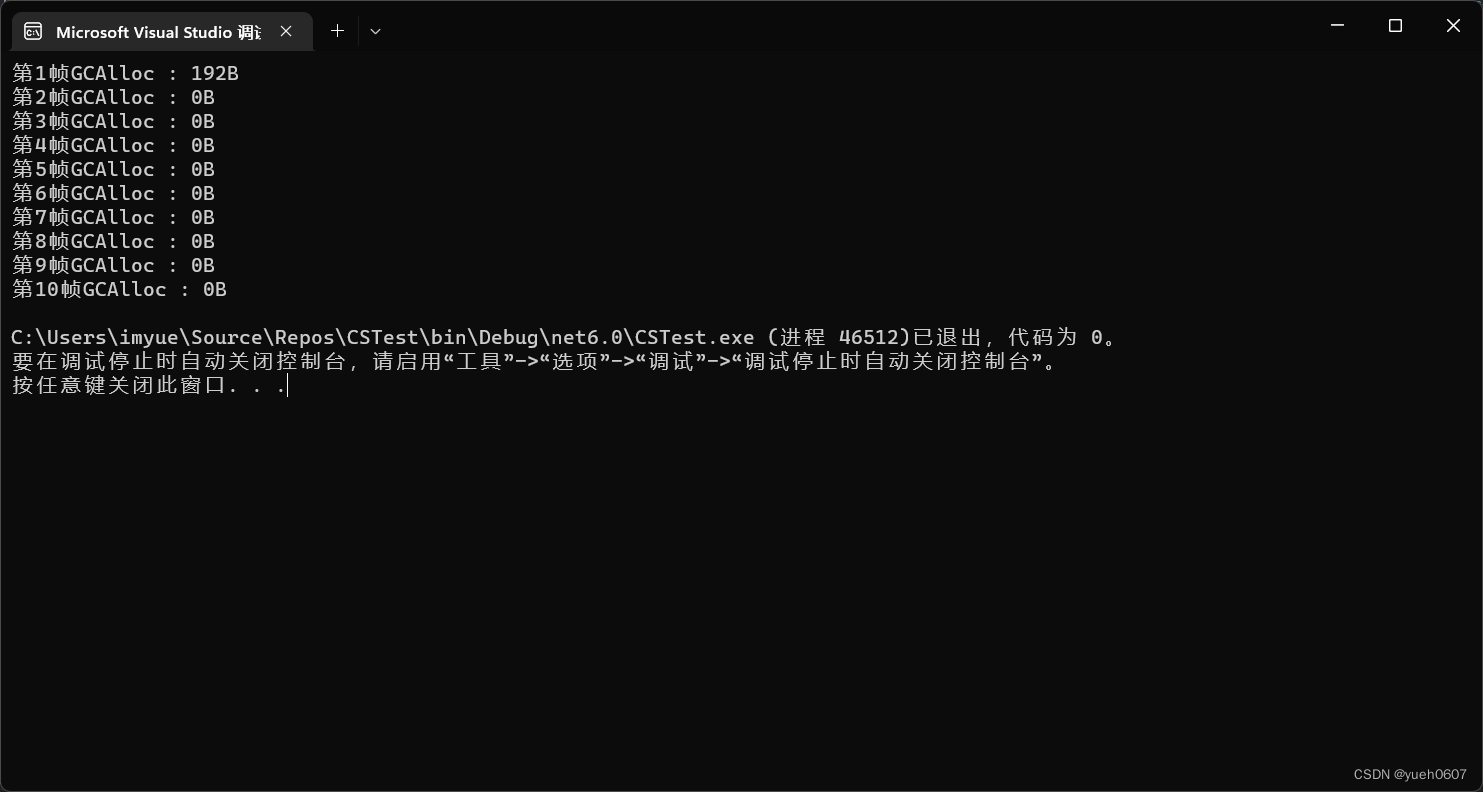 Microsoft Visual Studio 调试
第1帧GCAlloc : 192B
第2帧GCAlloc : 0B
第3帧GCAlloc : 0B
第4帧GCAlloc : 0B
第5帧GCAlloc : 0B
第6帧GCAlloc : 0B
第7帧GCAlloc : 0B
第8帧GCAlloc : 0B
第9帧GCAlloc : 0B
第10帧GCAlloc : 0B
C:\Users\imyue\Source\Repos\CSTest\bin\Debug\net6.0\CSTest.exe (进程 46512)已退出，代码为 0。
要在调试停止时自动关闭控制台，请启用“工具”->“选项”->“调试”->“调试停止时自动关闭控制台”。
按任意键关闭此窗口. . .
CSDN @yueh0607